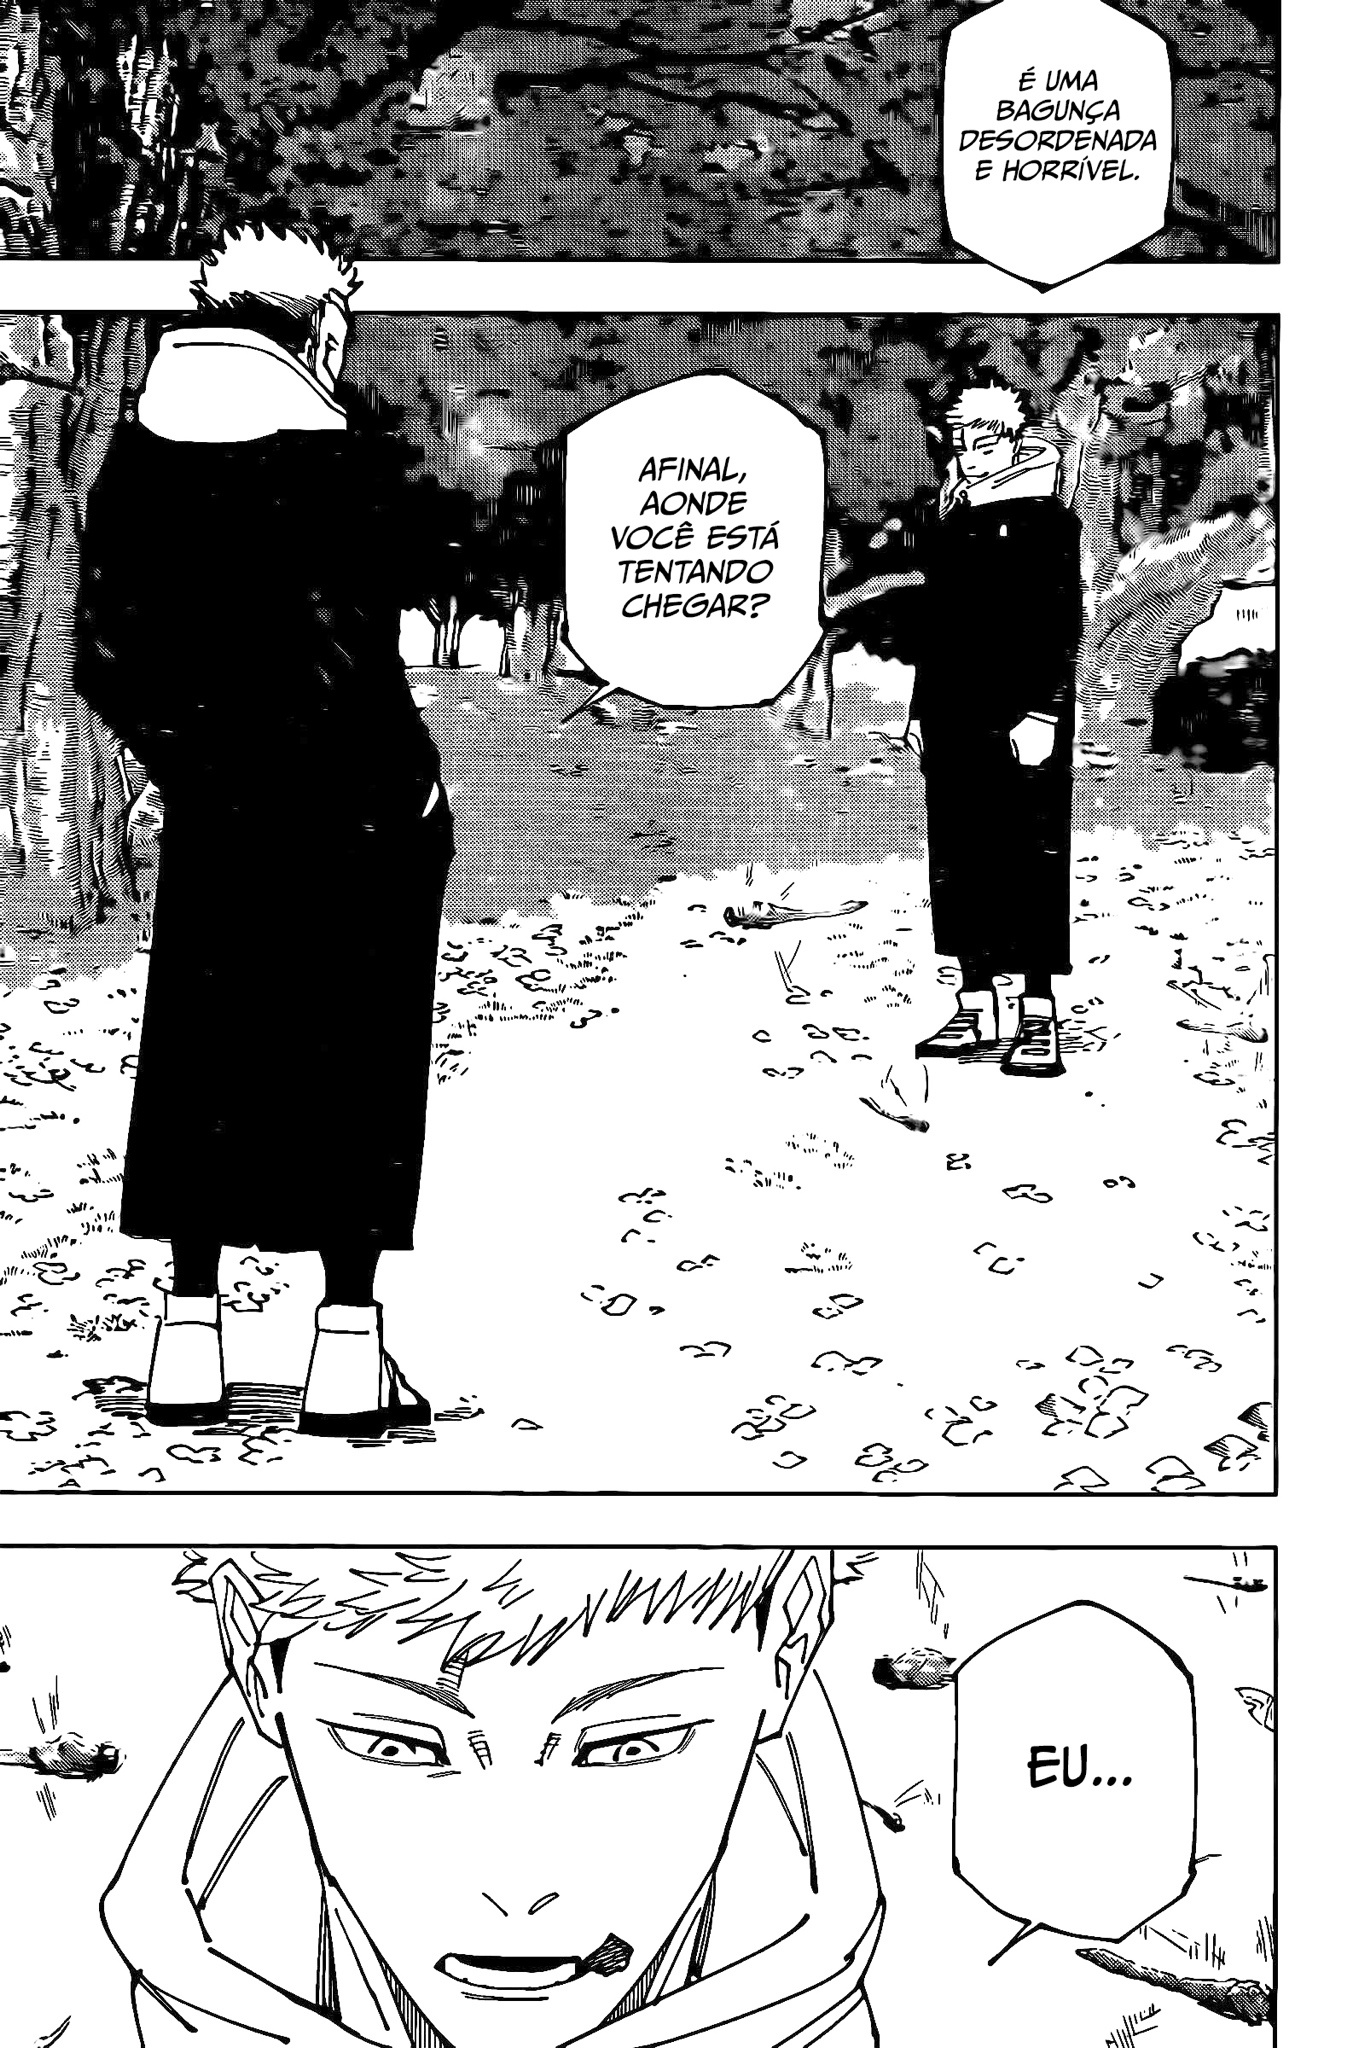 É UMA
BAGUNÇA
DESORDENADA
E HORRÍVEL.
AFINAL,
AONDE
VOCÊ ESTÁ
TENTANDO
CHEGAR?
EU...